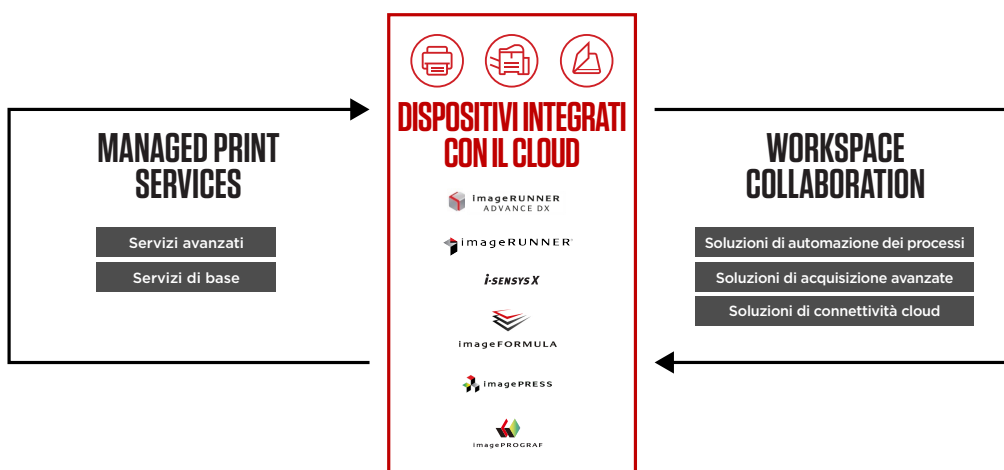 MANAGED PRINT
SERVICES
Servizi avanzati
Servizi di base
DISPOSITIVI INTEGRATI
CON IL CLOUD
imageRUNNER
ADVANCE DX
imageRUNNER
i-SENSYS X
imageFORMULA
imagePRESS
imagePROGRAF
WORKSPACE
COLLABORATION
Soluzioni di automazione dei processi
Soluzioni di acquisizione avanzate
Soluzioni di connettività cloud